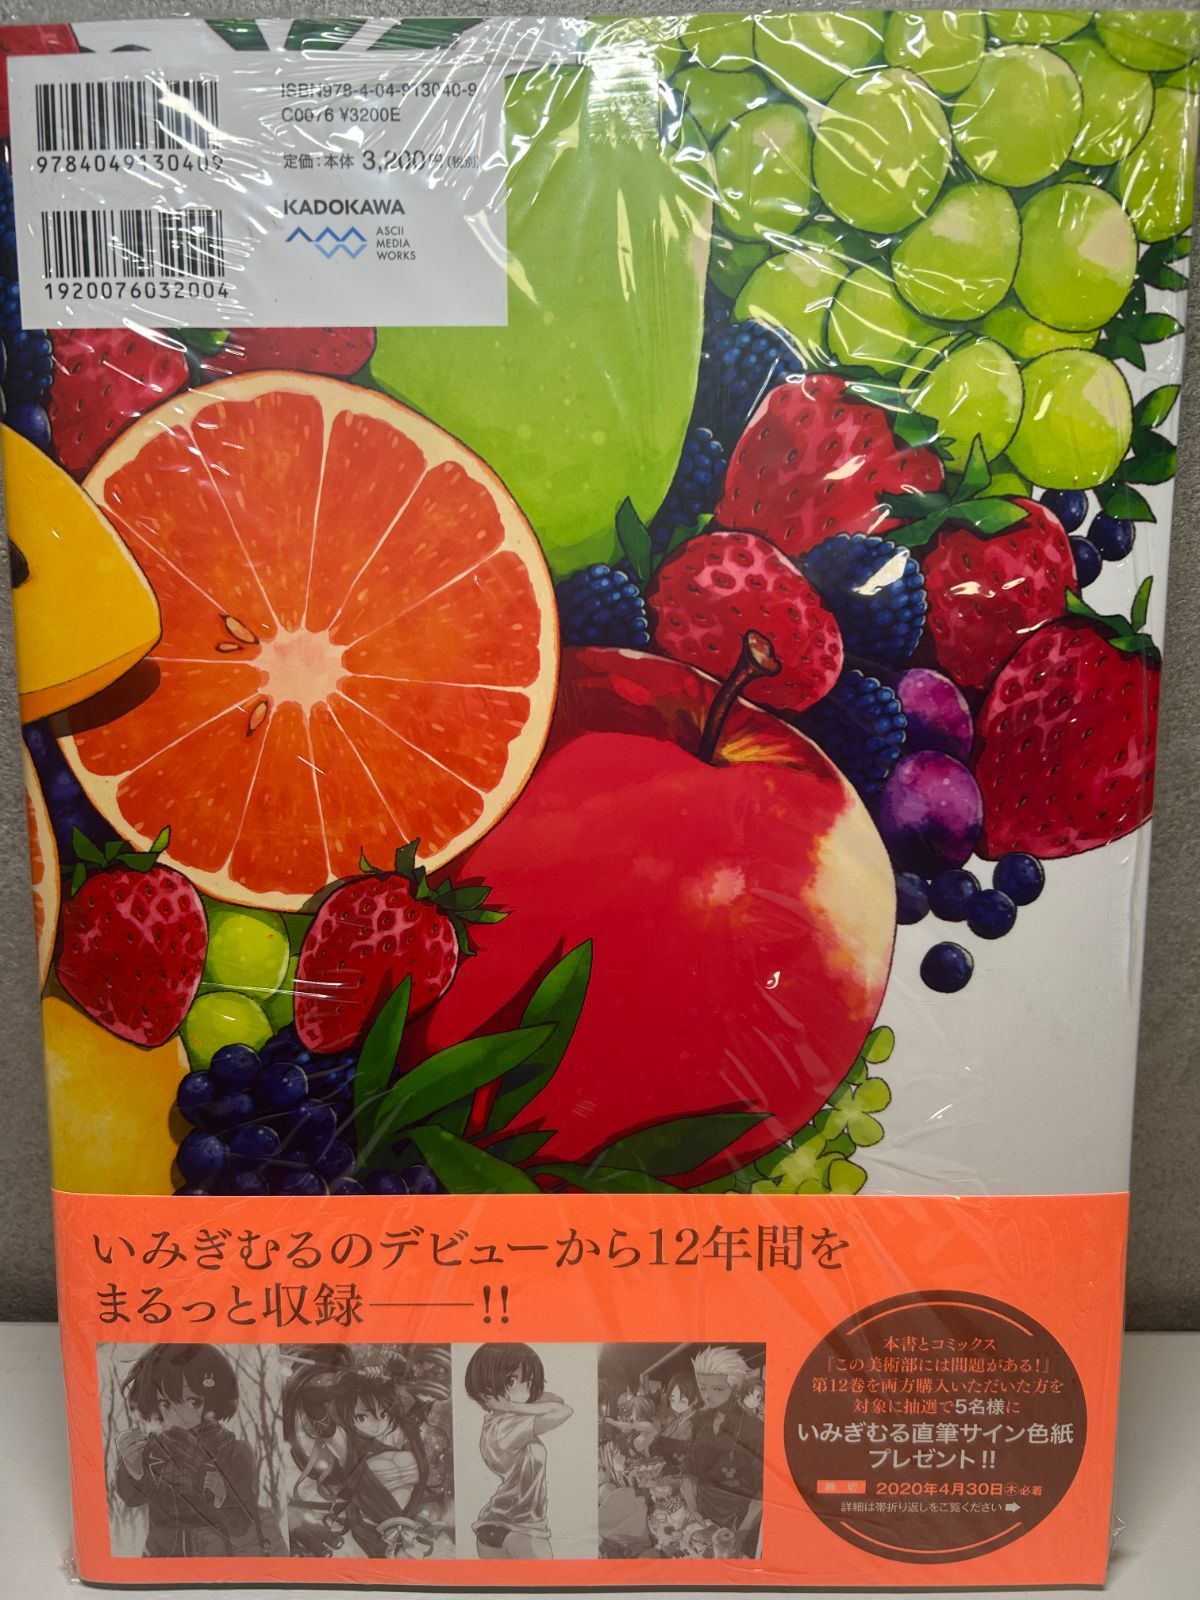 ISBN978-4-04-913040-9
C0076 ¥3200E
9784049130409
定価：本体 3,200円（税別）
KADOKAWA
ASCII
MEDIA
WORKS
1920076032004
いみぎむるのデビューから12年間を
まるっと収録――!!
本書とコミックス
『この美術部には問題がある!』
第12巻を両方購入いただいた方を
対象に抽選で5名様に
いみぎむる直筆サイン色紙
プレゼント!!
締切 2020年4月30日㊍必着
詳細は帯折り返しをご覧ください➡